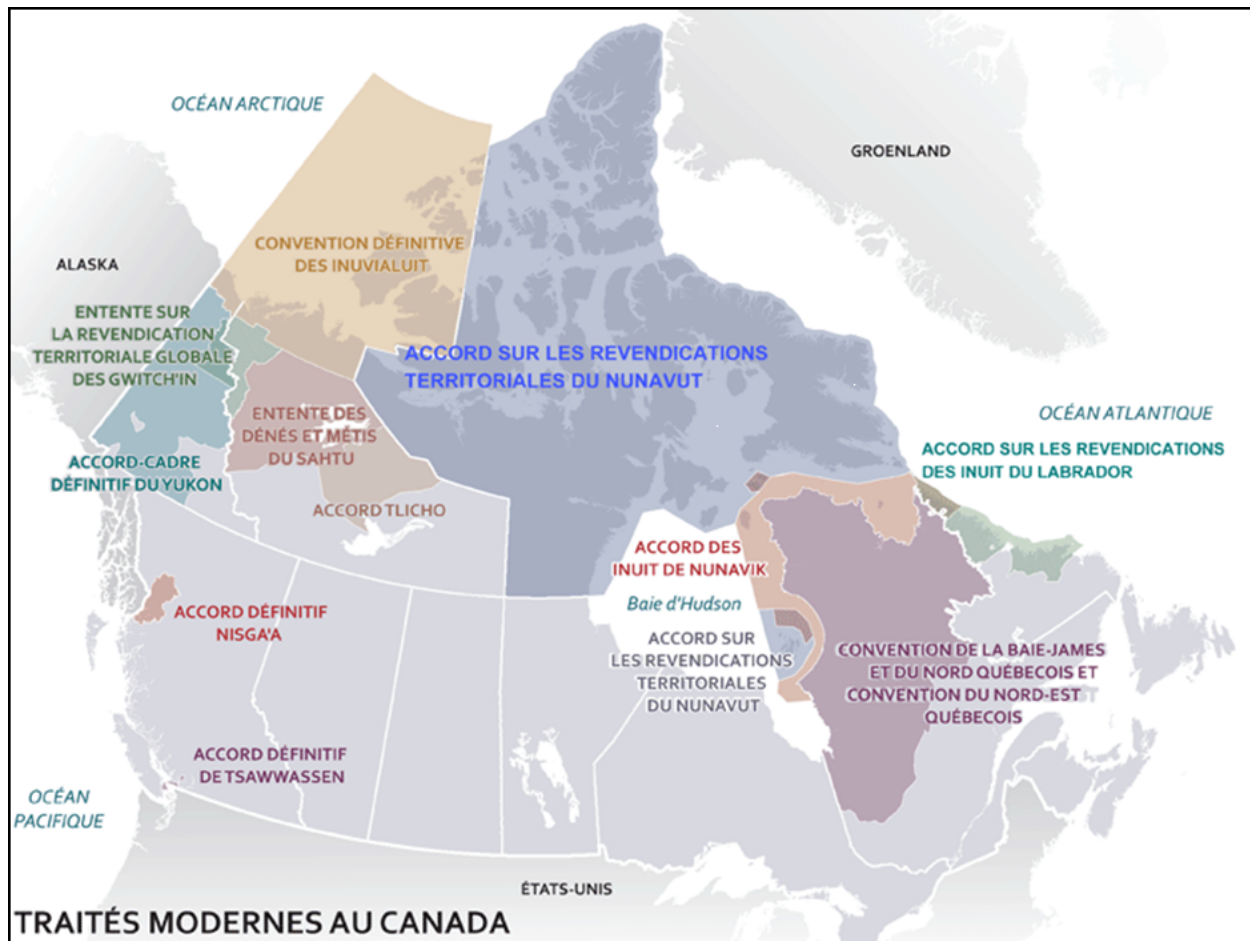 OCÉAN ARCTIQUE
GROENLAND
CONVENTION DÉFINITIVE
DES INUVIALUIT
ALASKA
ENTENTE SUR
LA REVENDICATION
TERRITORIALE GLOBALE
DES GWITCH'IN
ACCORD SUR LES REVENDICATIONS
TERRITORIALES DU NUNAVUT
OCÉAN ATLANTIQUE
ENTENTE DES
DÉNÉS ET MÉTIS
DU SAHTU
ACCORD SUR LES REVENDICATIONS
DES INUIT DU LABRADOR
ACCORD-CADRE
DÉFINITIF DU YUKON
ACCORD TLICHO
ACCORD DES
INUIT DE NUNAVIK
Baie d'Hudson
ACCORD DÉFINITIF
NISGA'A
ACCORD SUR
LES REVENDICATIONS
TERRITORIALES
DU NUNAVUT
CONVENTION DE LA BAIE-JAMES
ET DU NORD QUÉBECOIS ET
CONVENTION DU NORD-EST
QUÉBECOIS
ACCORD DÉFINITIF
DE TSAWWASSEN
OCÉAN
PACIFIQUE
ÉTATS-UNIS
TRAITÉS MODERNES AU CANADA